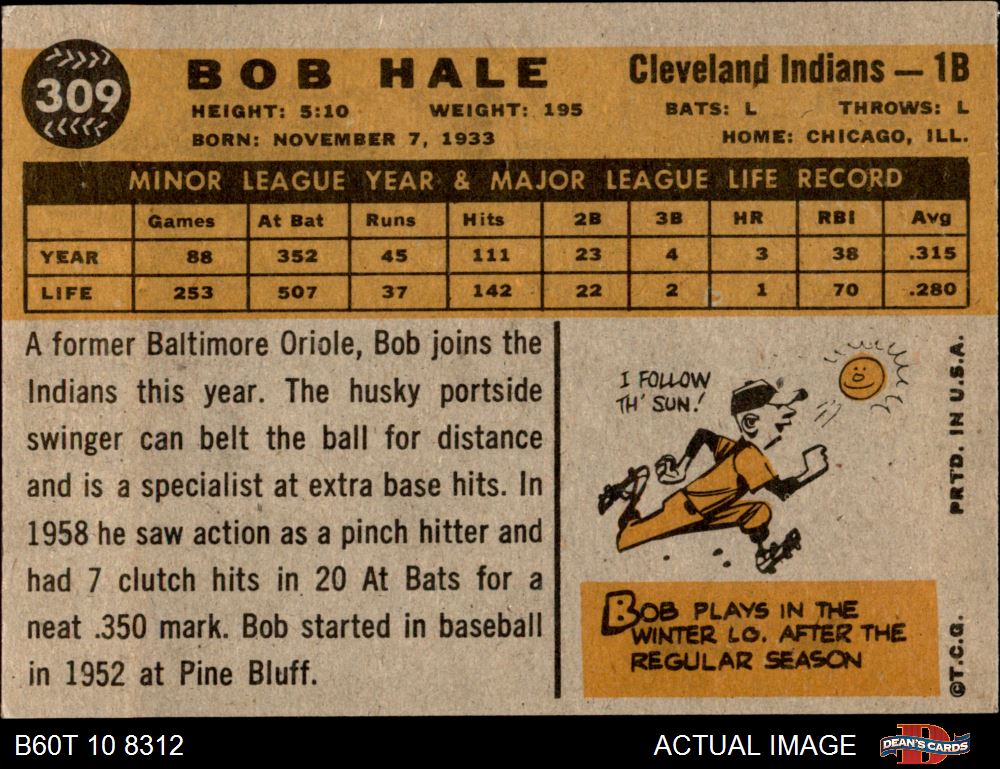 309
BOB HALE
Cleveland Indians — 1B
HEIGHT: 5:10 WEIGHT: 195 BATS: L THROWS: L
BORN: NOVEMBER 7, 1933 HOME: CHICAGO, ILL.
MINOR LEAGUE YEAR & MAJOR LEAGUE LIFE RECORD
Games At Bat Runs Hits 2B 3B HR RBI Avg
YEAR 88 352 45 111 23 4 3 38 .315
LIFE 253 507 37 142 22 2 1 70 .280
A former Baltimore Oriole, Bob joins the
Indians this year. The husky portside
swinger can belt the ball for distance
and is a specialist at extra base hits. In
1958 he saw action as a pinch hitter and
had 7 clutch hits in 20 At Bats for a
neat .350 mark. Bob started in baseball
in 1952 at Pine Bluff.
I FOLLOW
TH' SUN!
BOB PLAYS IN THE
WINTER LG. AFTER THE
REGULAR SEASON
©T.C.G. PRTD. IN U.S.A.
B60T 10 8312
ACTUAL IMAGE
DEAN'S CARDS